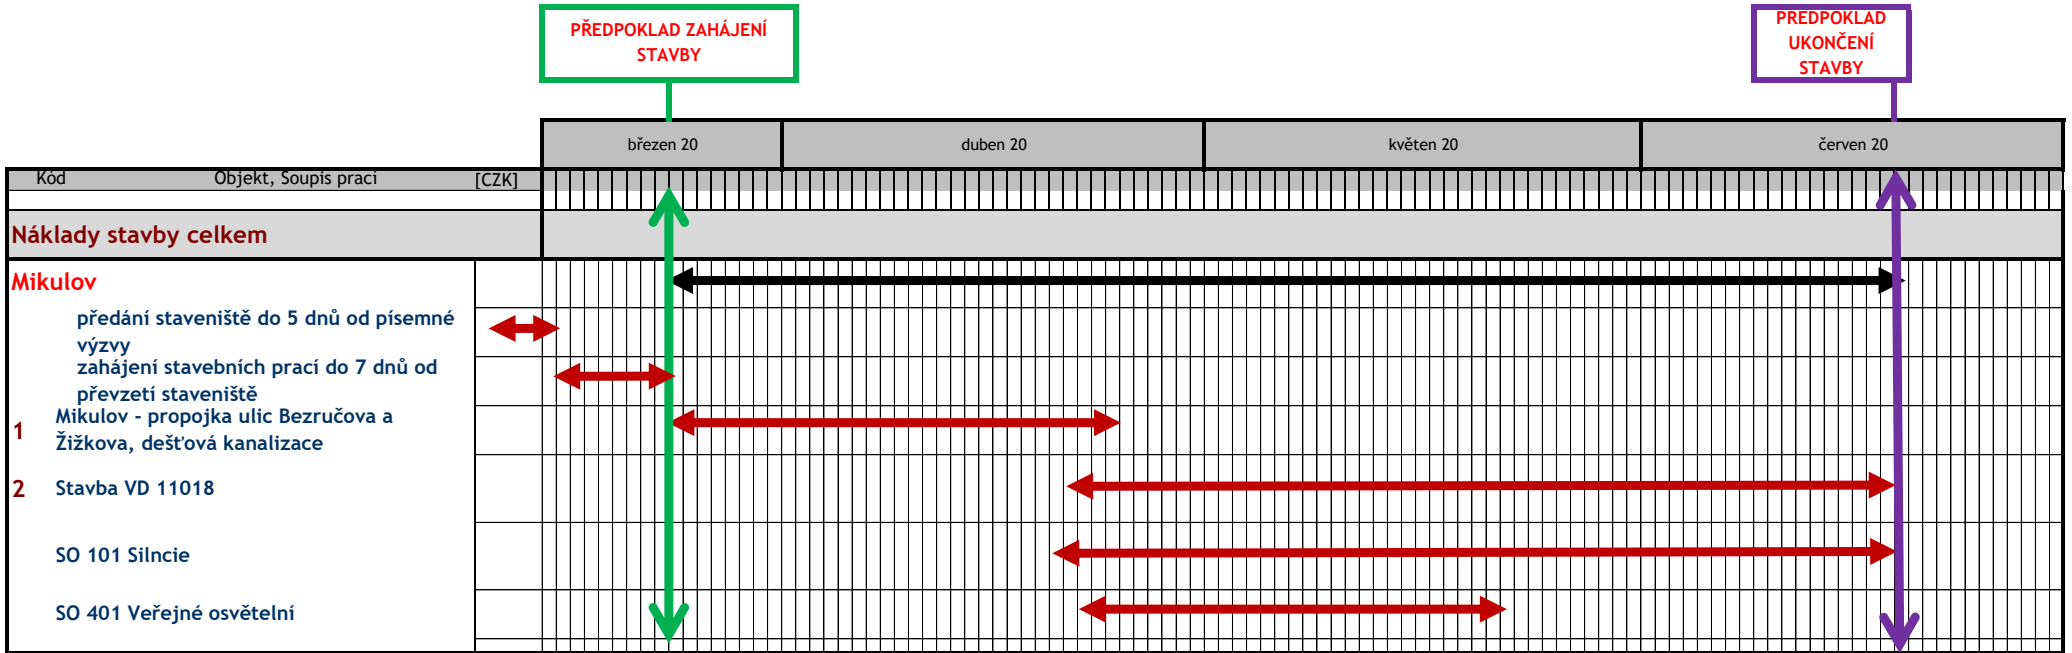 PŘEDPOKLAD ZAHÁJENÍ
STAVBY
PREDPOKLAD
UKONČENÍ
STAVBY
březen 20
duben 20
květen 20
červen 20
Kód
Objekt, Soupis prací
[CZK]
Náklady stavby celkem
Mikulov
předání staveniště do 5 dnů od písemné
výzvy
zahájení stavebních prací do 7 dnů od
převzetí staveniště
1
Mikulov - propojka ulic Bezručova a
Žižkova, dešťová kanalizace
2
Stavba VD 11018
SO 101 Silncie
SO 401 Veřejné osvětelní